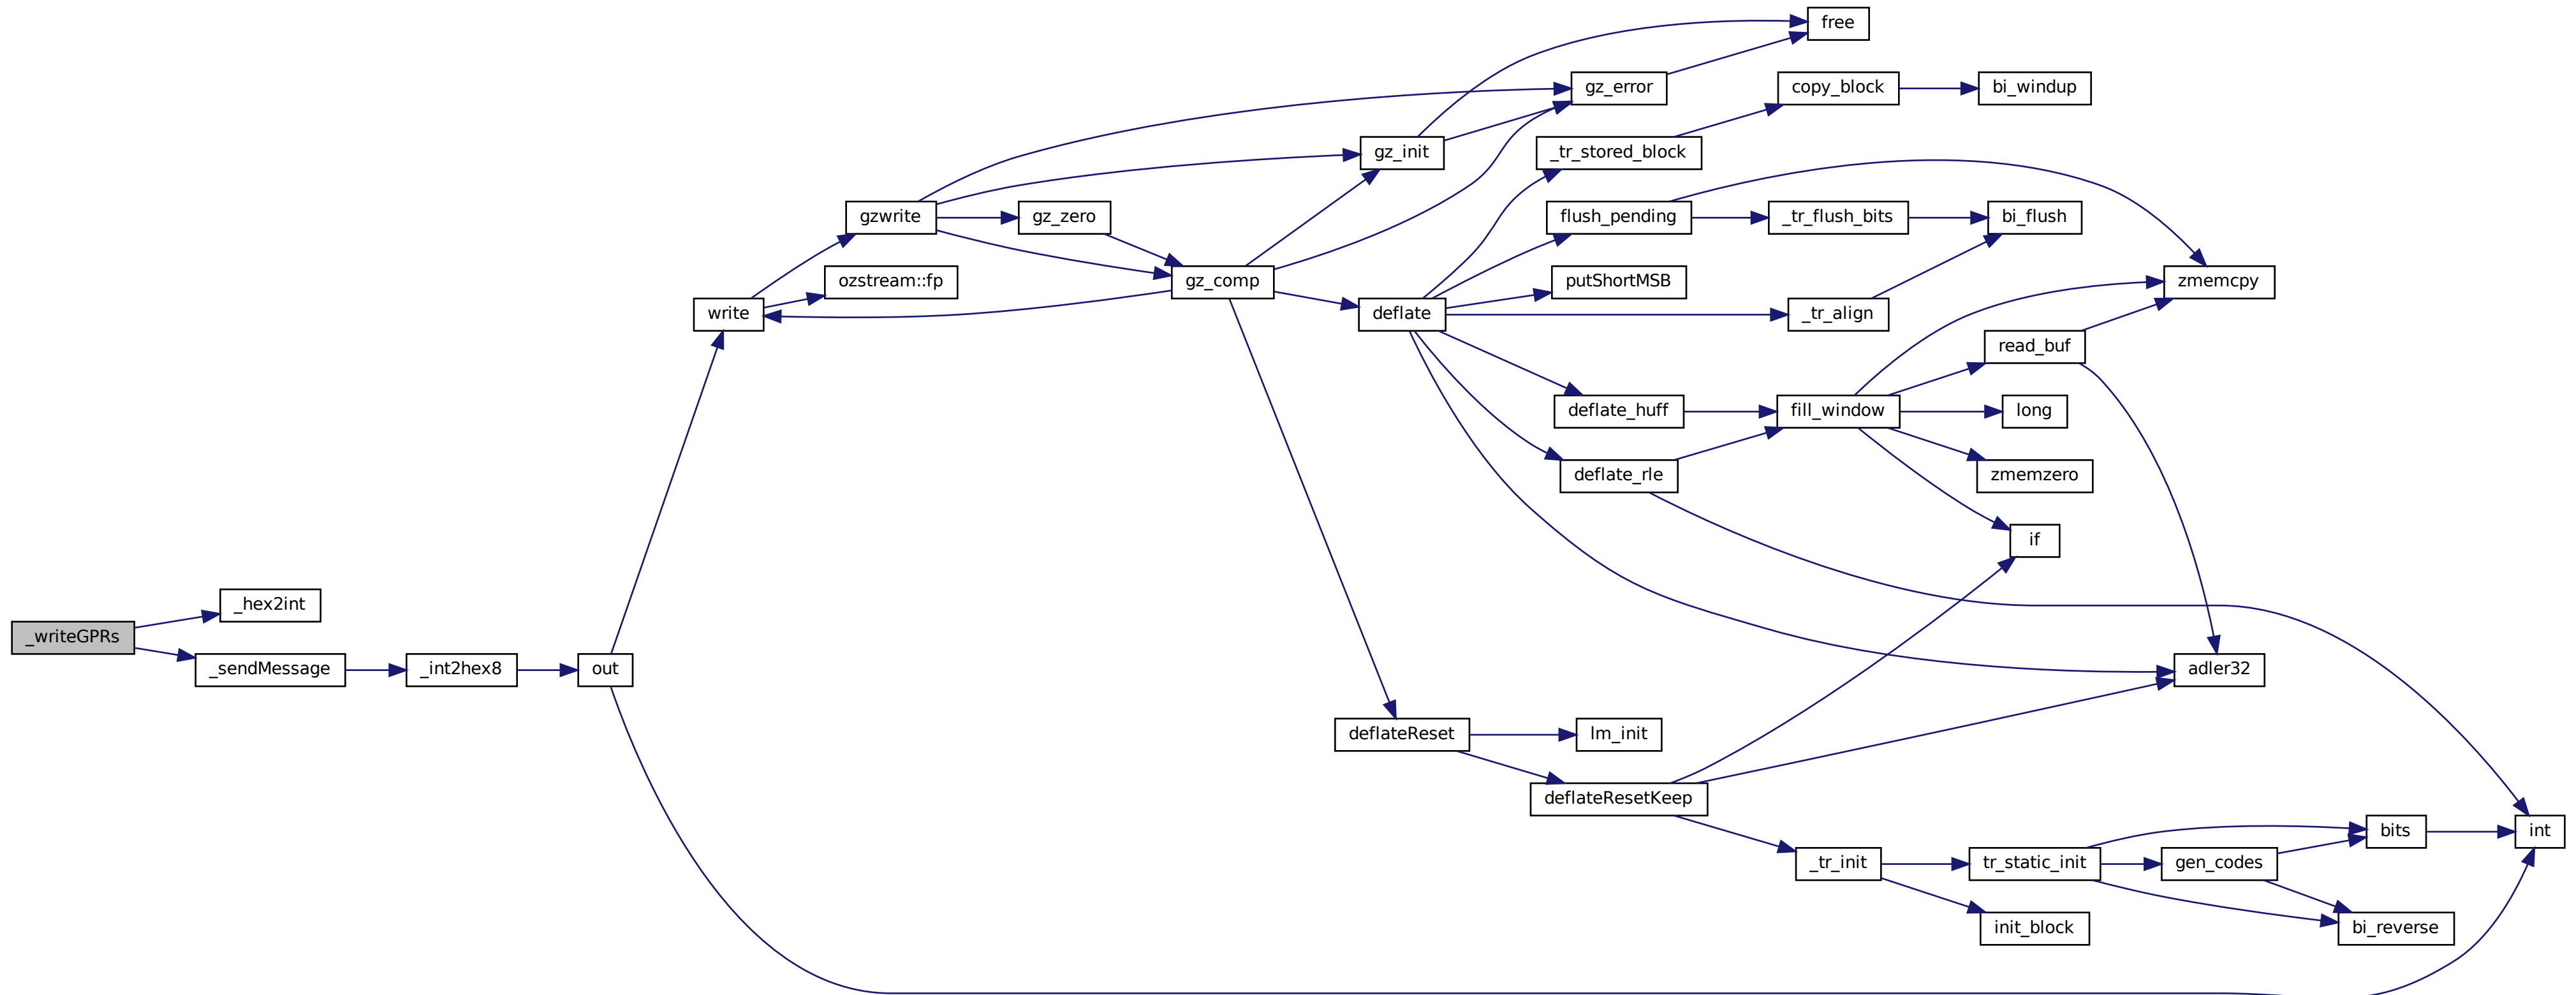 free
gz_error
copy_block
bi_windup
gz_init
_tr_stored_block
gzwrite
gz_zero
flush_pending
_tr_flush_bits
bi_flush
ozstream::fp
gz_comp
putShortMSB
zmemcpy
write
deflate
_tr_align
read_buf
deflate_huff
fill_window
long
deflate_rle
zmemzero
if
_hex2int
_writeGPRs
_sendMessage
_int2hex8
out
adler32
deflateReset
lm_init
deflateResetKeep
bits
int
_tr_init
tr_static_init
gen_codes
init_block
bi_reverse